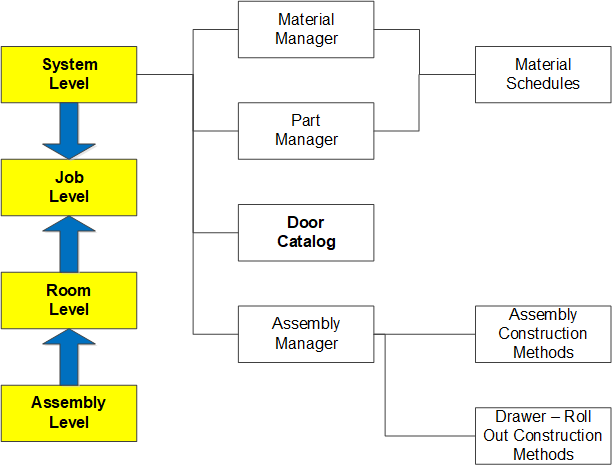 System
Level
Job
Level
Room
Level
Assembly
Level
Material
Manager
Part
Manager
Door
Catalog
Assembly
Manager
Material
Schedules
Assembly
Construction
Methods
Drawer – Roll
Out Construction
Methods